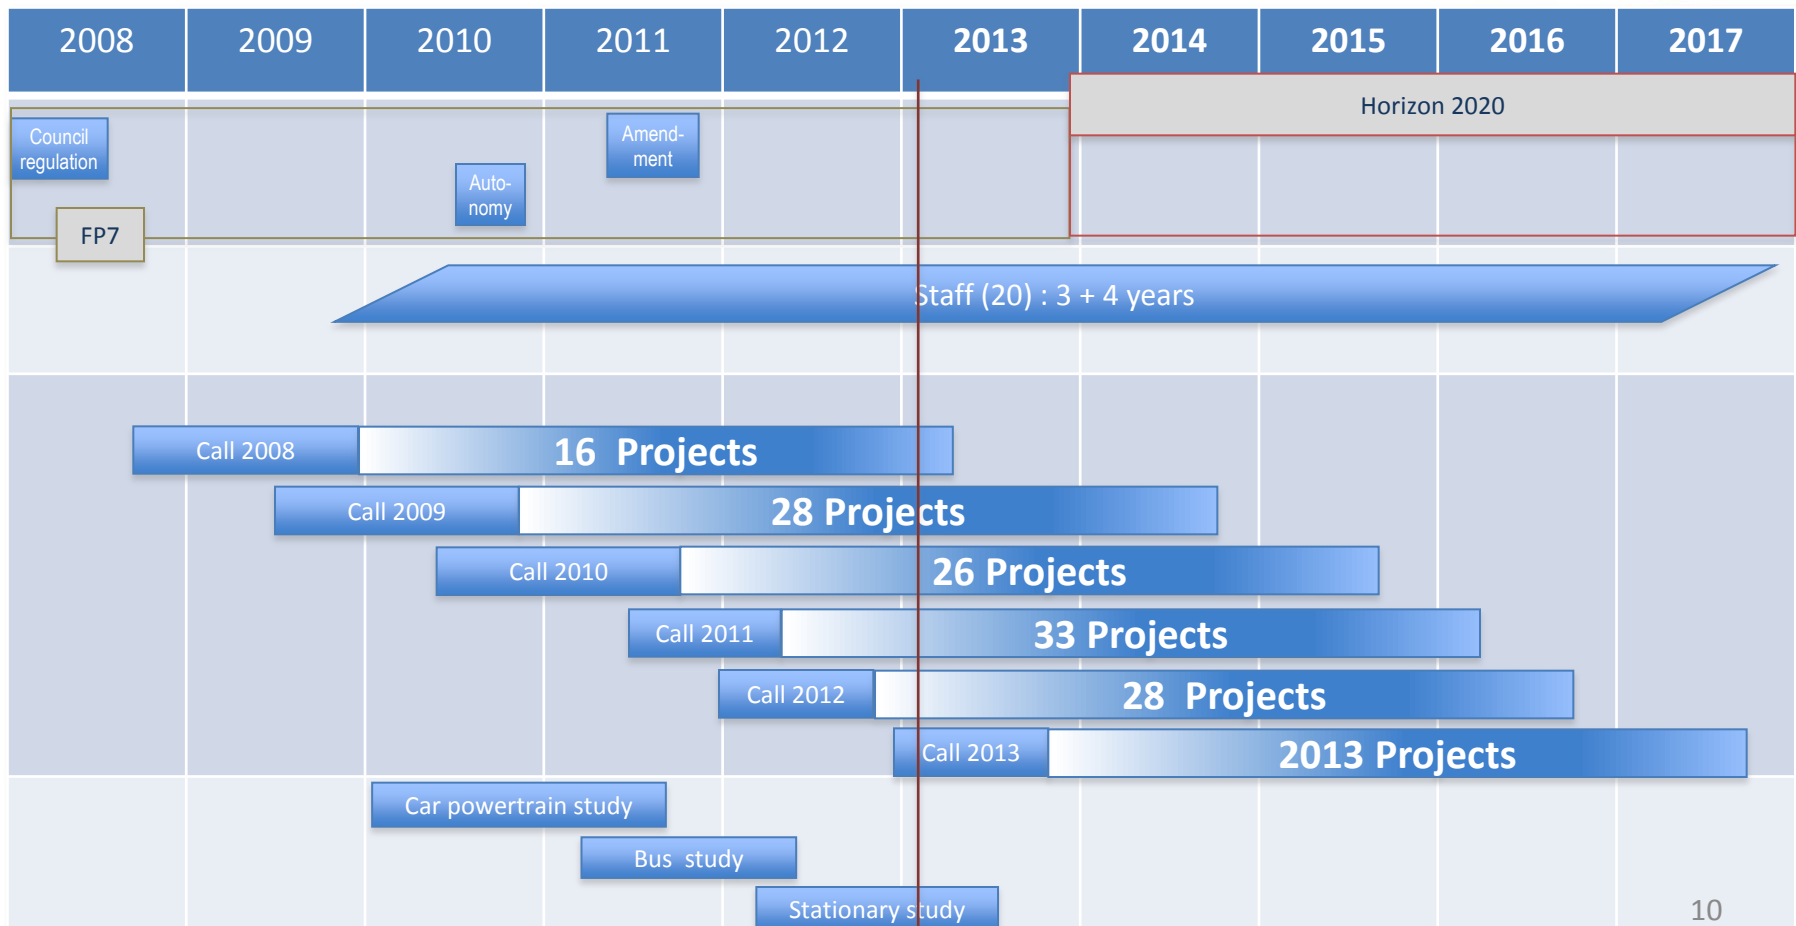 2008 2009 2010 2011 2012 2013 2014 2015 2016 2017
Horizon 2020
Council
regulation
Amend-
ment
Auto-
nomy
FP7
Staff (20) : 3 + 4 years
Call 2008 16 Projects
Call 2009 28 Projects
Call 2010 26 Projects
Call 2011 33 Projects
Call 2012 28 Projects
Call 2013 2013 Projects
Car powertrain study
Bus study
Stationary study
10